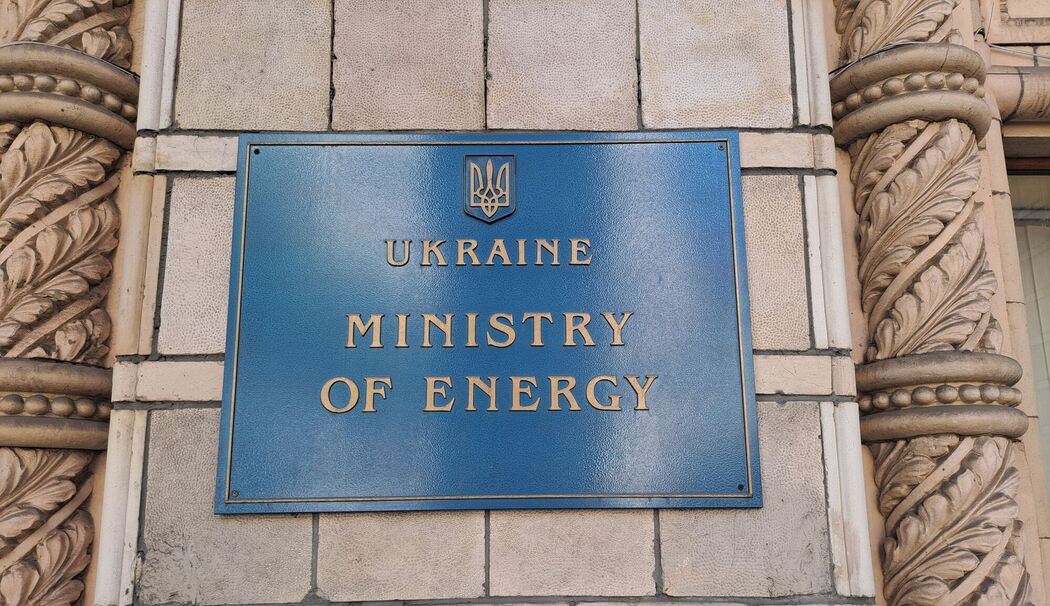 UKRAINE
MINISTRY
OF ENERGY